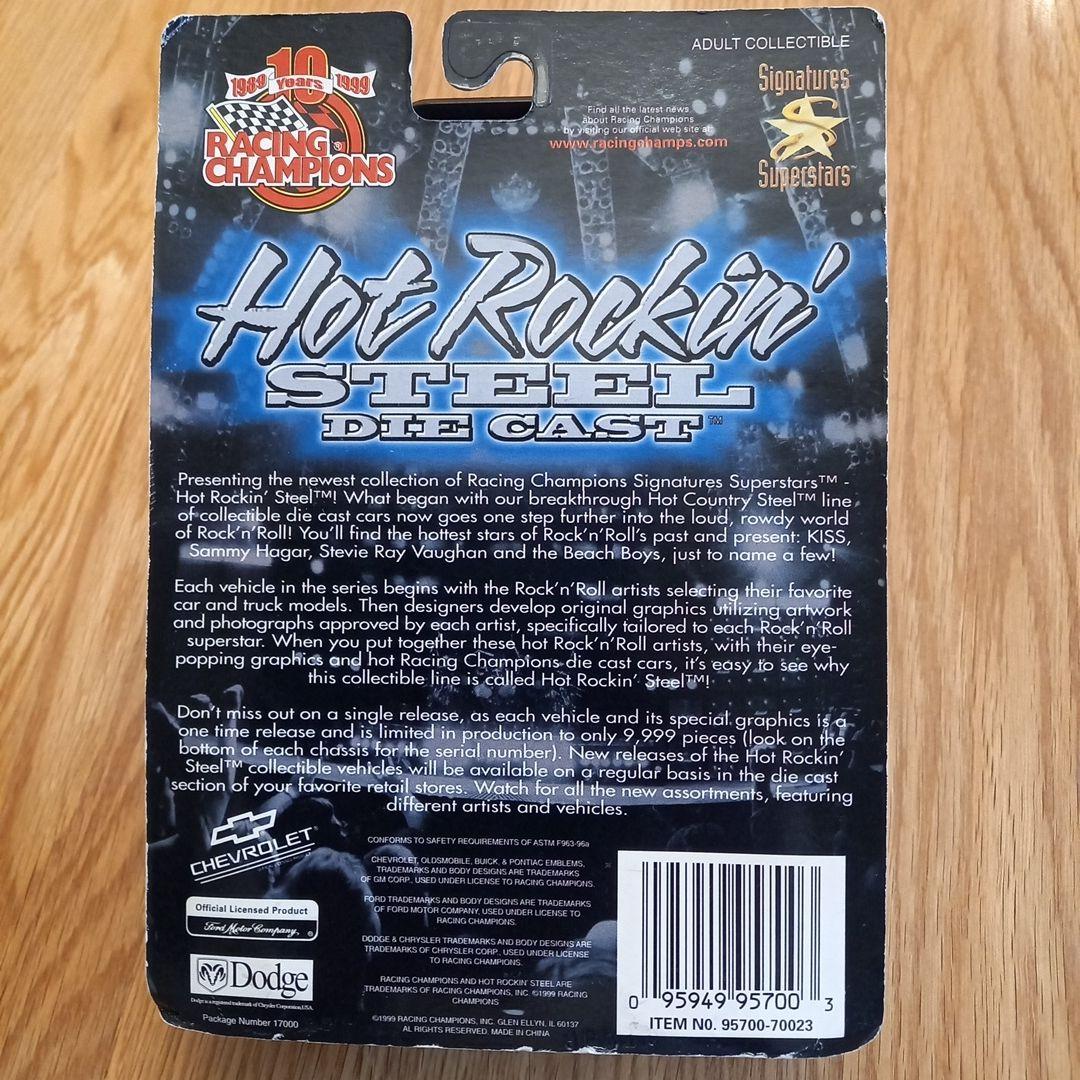 1989 10 Years 1999
RACING®
CHAMPIONS
ADULT COLLECTIBLE
Find all the latest news
about Racing Champions
by visiting our official web site at:
www.racingchamps.com
Signatures
Superstars™
Hot Rockin'
STEEL
DIE CAST™
Presenting the newest collection of Racing Champions Signatures Superstars™ -
Hot Rockin' Steel™! What began with our breakthrough Hot Country Steel™ line
of collectible die cast cars now goes one step further into the loud, rowdy world
of Rock'n'Roll! You'll find the hottest stars of Rock'n'Roll's past and present: KISS,
Sammy Hagar, Stevie Ray Vaughan and the Beach Boys, just to name a few!
Each vehicle in the series begins with the Rock'n'Roll artists selecting their favorite
car and truck models. Then designers develop original graphics utilizing artwork
and photographs approved by each artist, specifically tailored to each Rock'n'Roll
superstar. When you put together these hot Rock'n'Roll artists, with their eye-
popping graphics and hot Racing Champions die cast cars, it's easy to see why
this collectible line is called Hot Rockin' Steel™!
Don't miss out on a single release, as each vehicle and its special graphics is a
one time release and is limited in production to only 9,999 pieces (look on the
bottom of each chassis for the serial number). New releases of the Hot Rockin'
Steel™ collectible vehicles will be available on a regular basis in the die cast
section of your favorite retail stores. Watch for all the new assortments, featuring
different artists and vehicles.
CHEVROLET®
Official Licensed Product
Ford Motor Company, ®
Dodge
Dodge is a registered trademark of Chrysler Corporation, USA.
Package Number 17000
CONFORMS TO SAFETY REQUIREMENTS OF ASTM F963-96a
CHEVROLET, OLDSMOBILE, BUICK, & PONTIAC EMBLEMS,
TRADEMARKS AND BODY DESIGNS ARE TRADEMARKS
OF GM CORP., USED UNDER LICENSE TO RACING CHAMPIONS.
FORD TRADEMARKS AND BODY DESIGNS ARE TRADEMARKS
OF FORD MOTOR COMPANY, USED UNDER LICENSE TO
RACING CHAMPIONS.
DODGE & CHRYSLER TRADEMARKS AND BODY DESIGNS ARE
TRADEMARKS OF CHRYSLER CORP., USED UNDER LICENSE
TO RACING CHAMPIONS.
RACING CHAMPIONS AND HOT ROCKIN' STEEL ARE
TRADEMARKS OF RACING CHAMPIONS, INC. ©1999 RACING
CHAMPIONS
©1999 RACING CHAMPIONS, INC. GLEN ELLYN, IL 60137
AL RIGHTS RESERVED. MADE IN CHINA
0 95949 95700 3
ITEM NO. 95700-70023